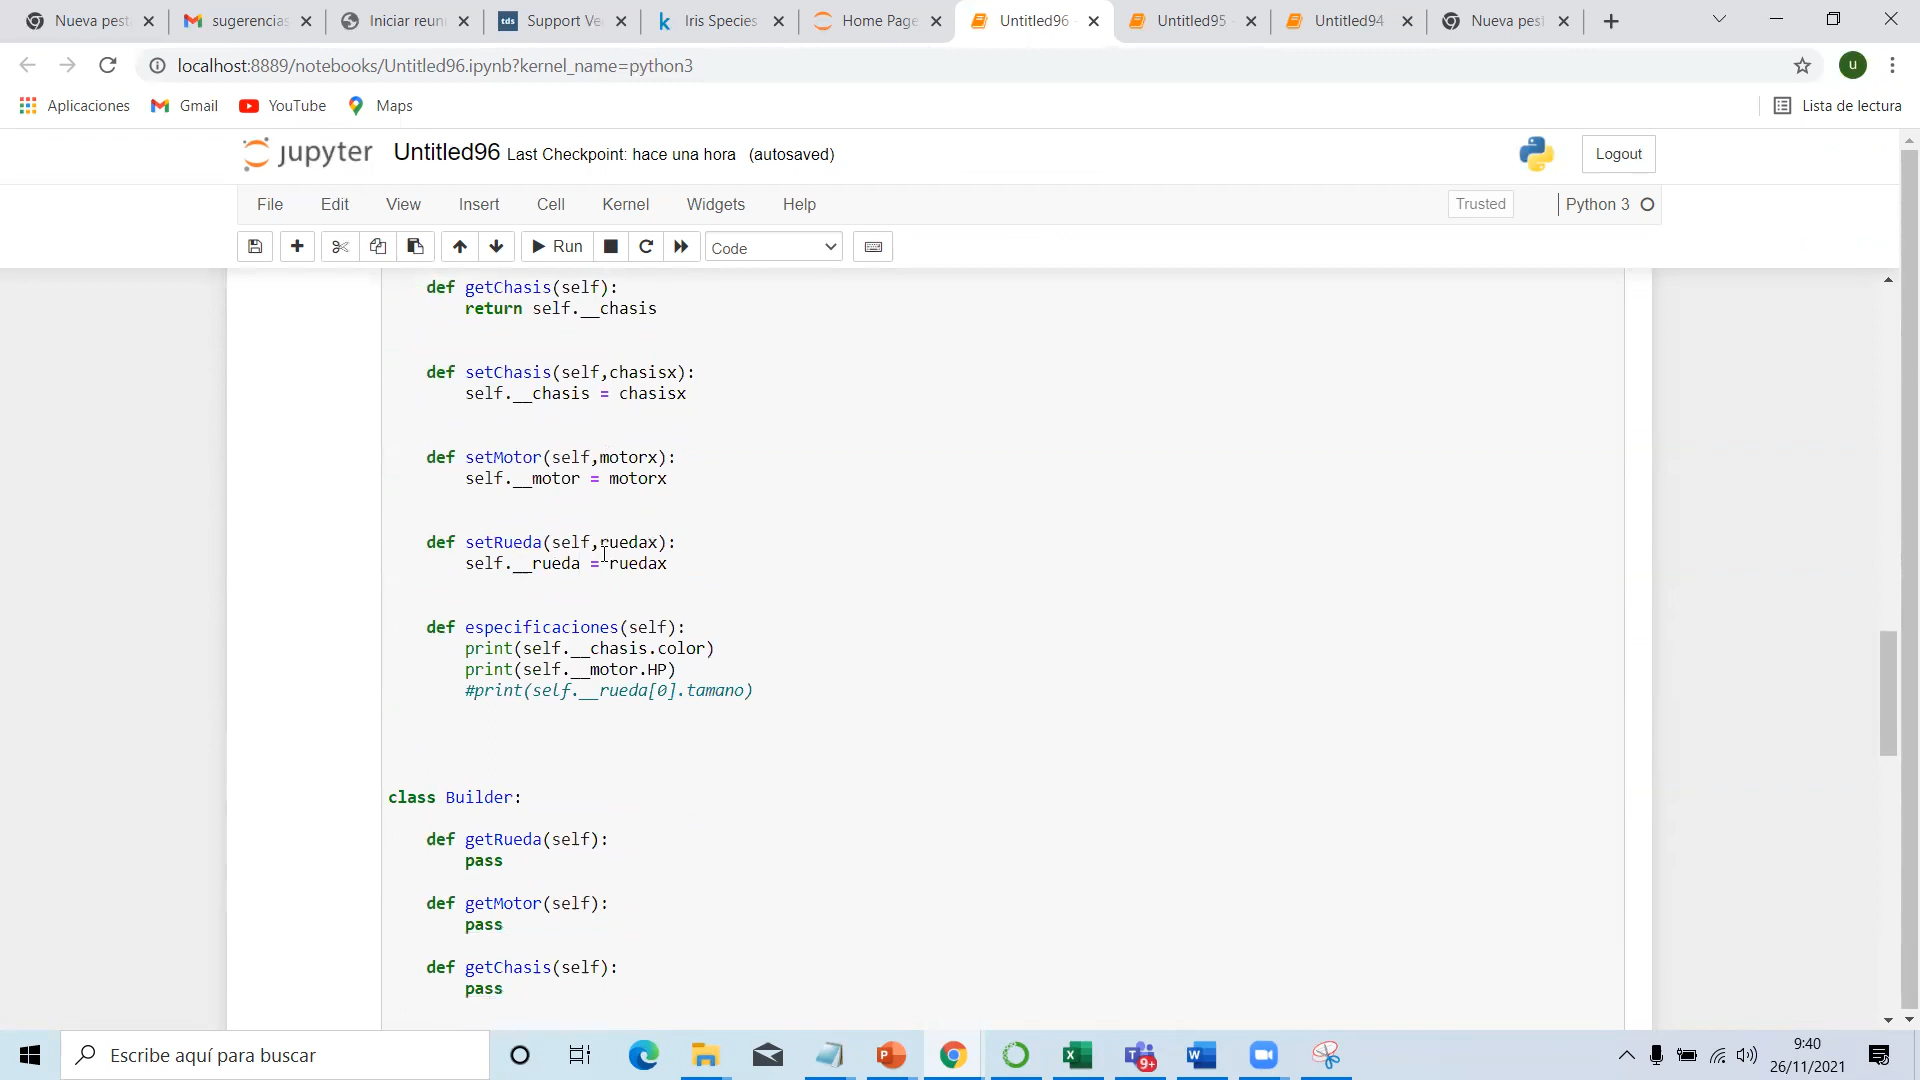 Nueva pest
sugerencias
Iniciar reun
tds
Support Ve
k
Iris Species
Home Page
Untitled96
Untitled95
Untitled94
Nueva pest
localhost:8889/notebooks/Untitled96.ipynb?kernel_name=python3
u
Aplicaciones
Gmail
YouTube
Maps
Lista de lectura
jupyter
Untitled96 Last Checkpoint: hace una hora (autosaved)
Logout
File Edit View Insert Cell Kernel Widgets Help
Trusted
Python 3
Run
Code
def getChasis(self):
return self.__chasis
def setChasis(self,chasisx):
self.__chasis = chasisx
def setMotor(self,motorx):
self.__motor = motorx
def setRueda(self,ruedax):
self.__rueda = ruedax
def especificaciones(self):
print(self.__chasis.color)
print(self.__motor.HP)
#print(self.__rueda[0].tamano)
class Builder:
def getRueda(self):
pass
def getMotor(self):
pass
def getChasis(self):
pass
Escribe aquí para buscar
9+
9:40
26/11/2021